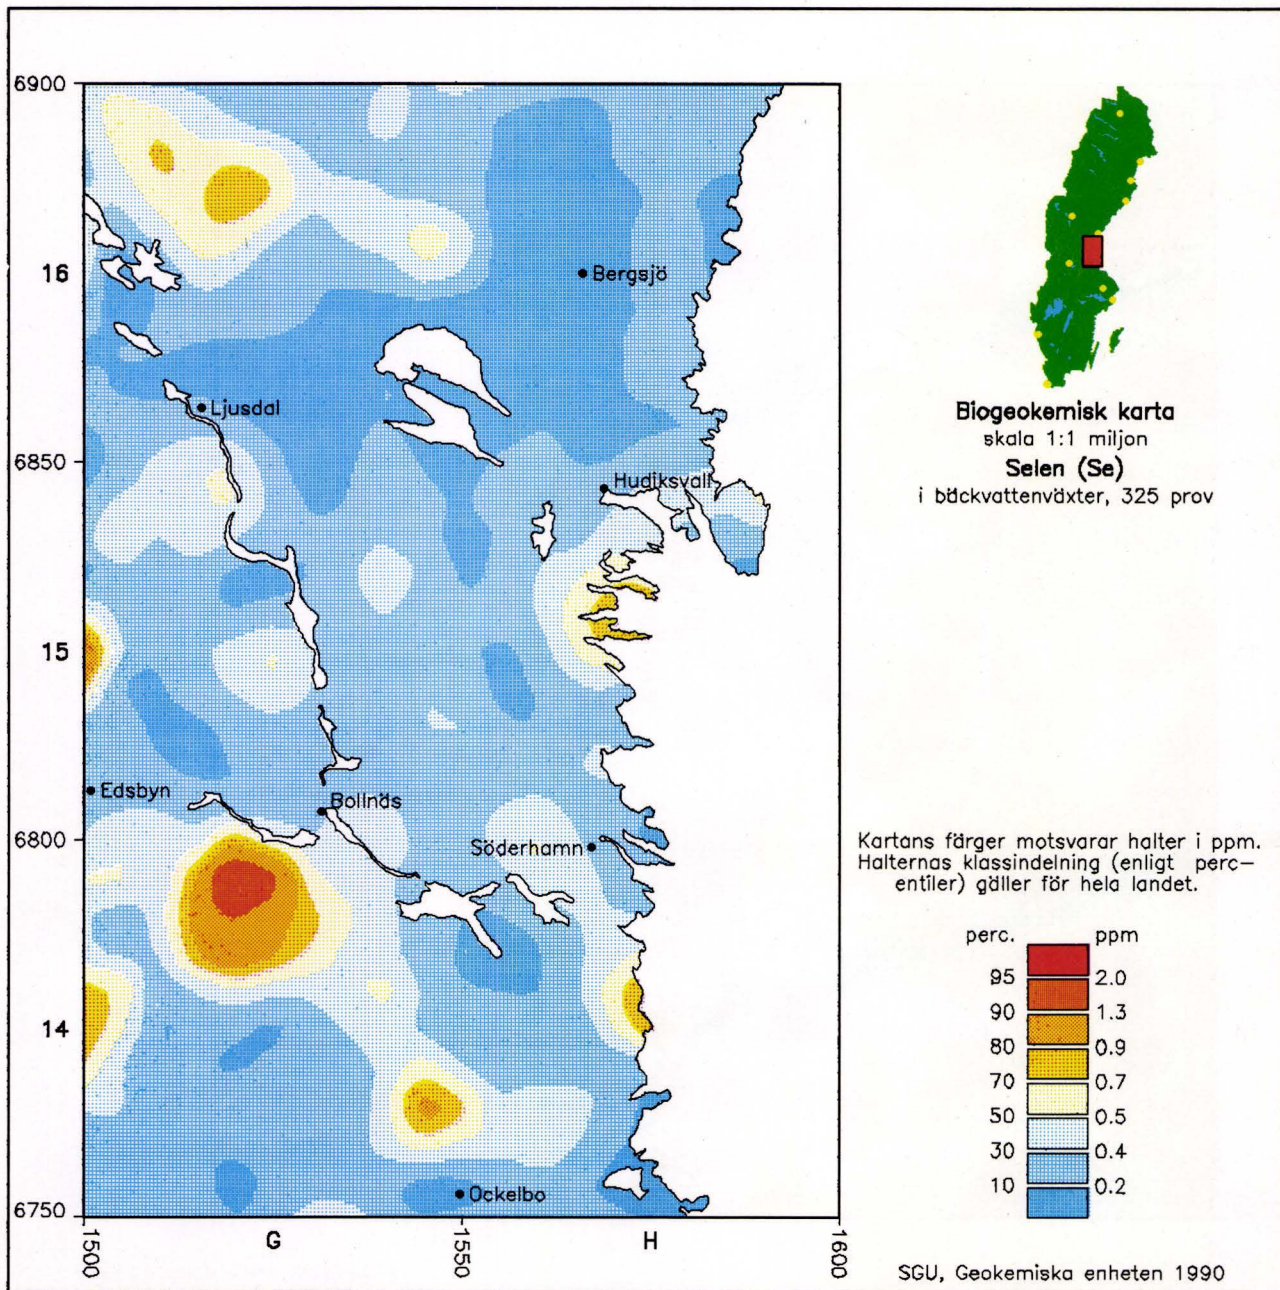 6900
16
6850
15
6800
14
6750
1500
G
1550
H
1600
Bergsjö
Ljusdal
Hudiksvall
Edsbyn
Bollnäs
Söderhamn
Ockelbo
Biogeokemisk karta
skala 1:1 miljon
Selen (Se)
i bäckvattenväxter, 325 prov
Kartans färger motsvarar halter i ppm.
Halternas klassindelning (enligt perc-
entiler) gäller för hela landet.
perc. ppm
95 2.0
90 1.3
80 0.9
70 0.7
50 0.5
30 0.4
10 0.2
SGU, Geokemiska enheten 1990